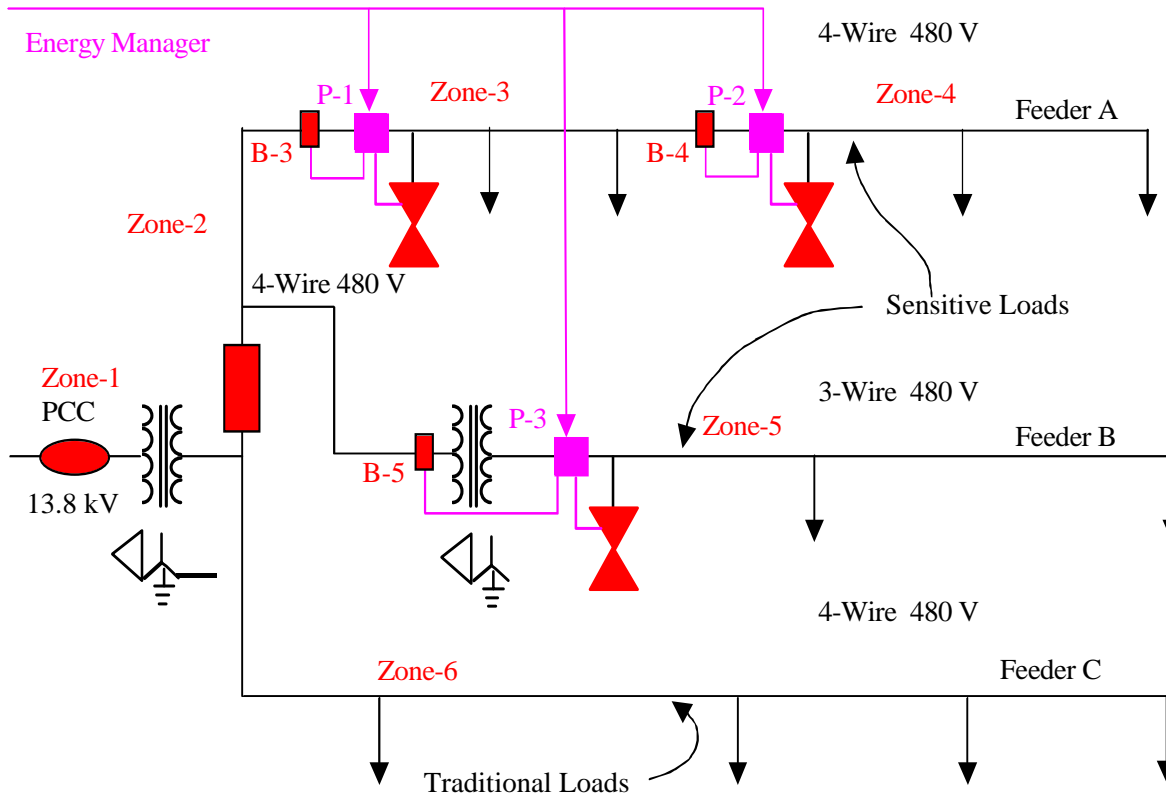 4-Wire 480 V
Energy Manager
P-1
Zone-3
P-2
Zone-4
Feeder A
B-3
B-4
Zone-2
4-Wire 480 V
Sensitive Loads
Zone-1
PCC
3-Wire 480 V
P-3
Zone-5
Feeder B
B-5
13.8 kV
4-Wire 480 V
Zone-6
Feeder C
Traditional Loads